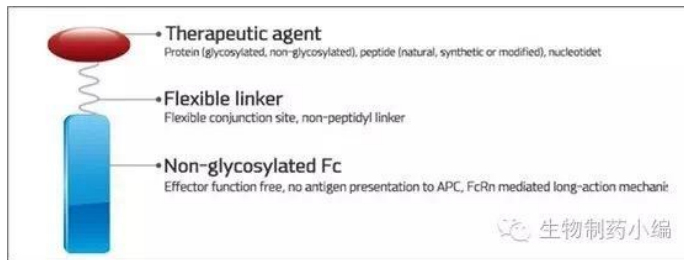 Therapeutic agent
Protein (glycosylated, non-glycosylated), peptide (natural, synthetic or modified), nucleotidet
Flexible linker
Flexible conjunction site, non-peptidyl linker
Non-glycosylated Fc
Effector function free, no antigen presentation to APC, FcRn mediated long-action mechanis
生物制药小编